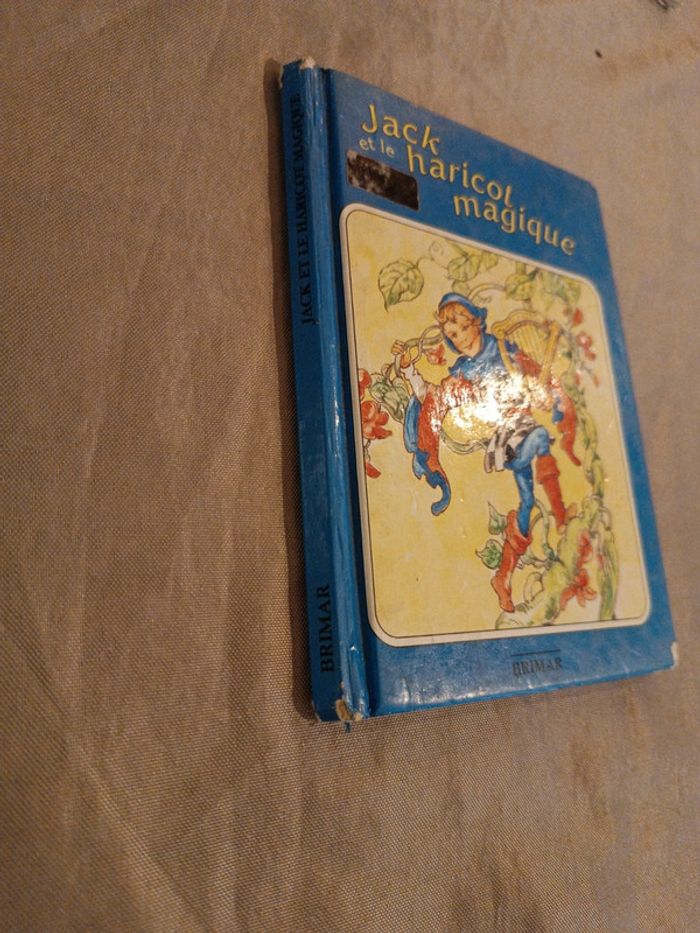 JACK ET LE HARICOT MAGIQUE
BRIMAR
Jack
et le
haricot
magique
BRIMAR